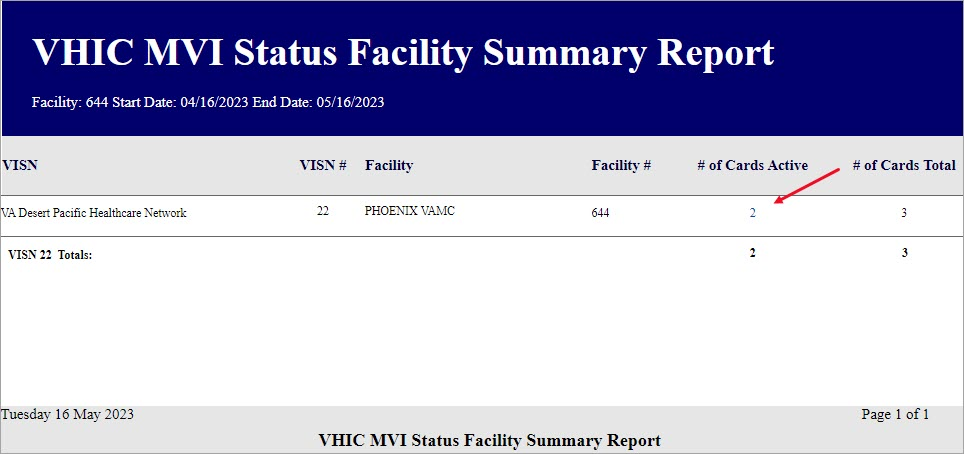 VHIC MVI Status Facility Summary Report
Facility: 644 Start Date: 04/16/2023 End Date: 05/16/2023
VISN VISN # Facility Facility # # of Cards Active # of Cards Total
VA Desert Pacific Healthcare Network 22 PHOENIX VAMC 644 2 3
VISN 22 Totals: 2 3
Tuesday 16 May 2023 Page 1 of 1
VHIC MVI Status Facility Summary Report